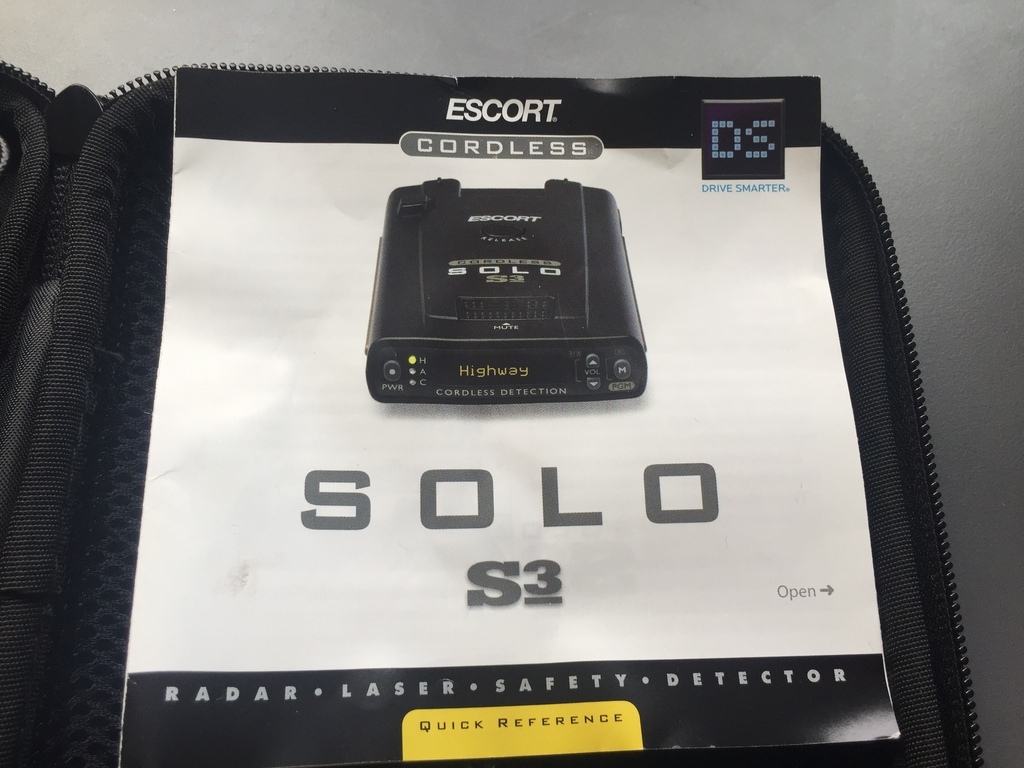 ESCORT®
CORDLESS
DS
DRIVE SMARTER®
ESCORT
RELEASE
CORDLESS
SOLO
S3
MUTE
H
A
C
PWR
Highway
VOL
M
PGM
CORDLESS DETECTION
SOLO
S3
Open →
RADAR • LASER • SAFETY • DETECTOR
QUICK REFERENCE